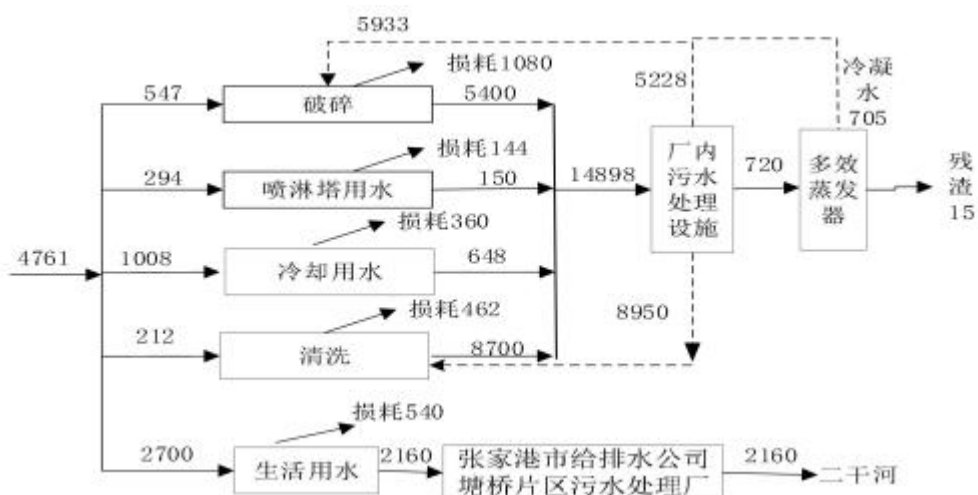 5933
损耗1080
547
破碎
5400
5228
冷凝
水
705
损耗144
294
喷淋塔用水
150
14898
厂内
污水
处理
设施
720
多效
蒸发
器
残
渣
15
损耗360
4761
1008
冷却用水
648
损耗462
8950
212
清洗
8700
损耗540
2700
生活用水
2160
张家港市给排水公司
塘桥片区污水处理厂
2160
二干河